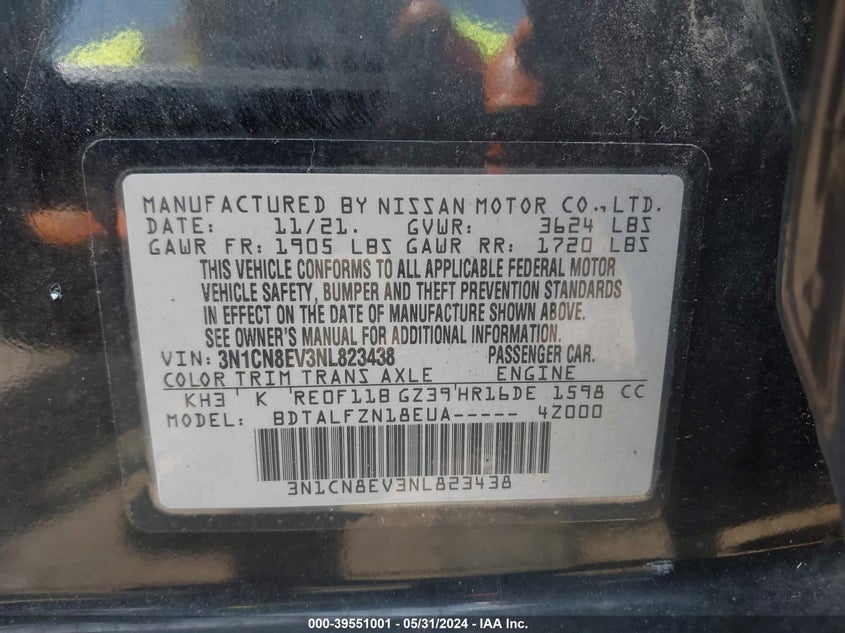 MANUFACTURED BY NISSAN MOTOR CO., LTD.
DATE: 11/21. GVWR: 3624 LBS
GAWR FR: 1905 LBS GAWR RR: 1720 LBS
THIS VEHICLE CONFORMS TO ALL APPLICABLE FEDERAL MOTOR
VEHICLE SAFETY, BUMPER AND THEFT PREVENTION STANDARDS
IN EFFECT ON THE DATE OF MANUFACTURE SHOWN ABOVE.
SEE OWNER'S MANUAL FOR ADDITIONAL INFORMATION.
VIN: 3N1CN8EV3NL823438 PASSENGER CAR.
COLOR TRIM TRANS AXLE ENGINE
KH3 K RE0F11B GZ39 HR16DE 1598 CC
MODEL: BDTALFZN18EUA----- 4Z000
3N1CN8EV3NL823438
000-39551001 - 05/31/2024 - IAA Inc.